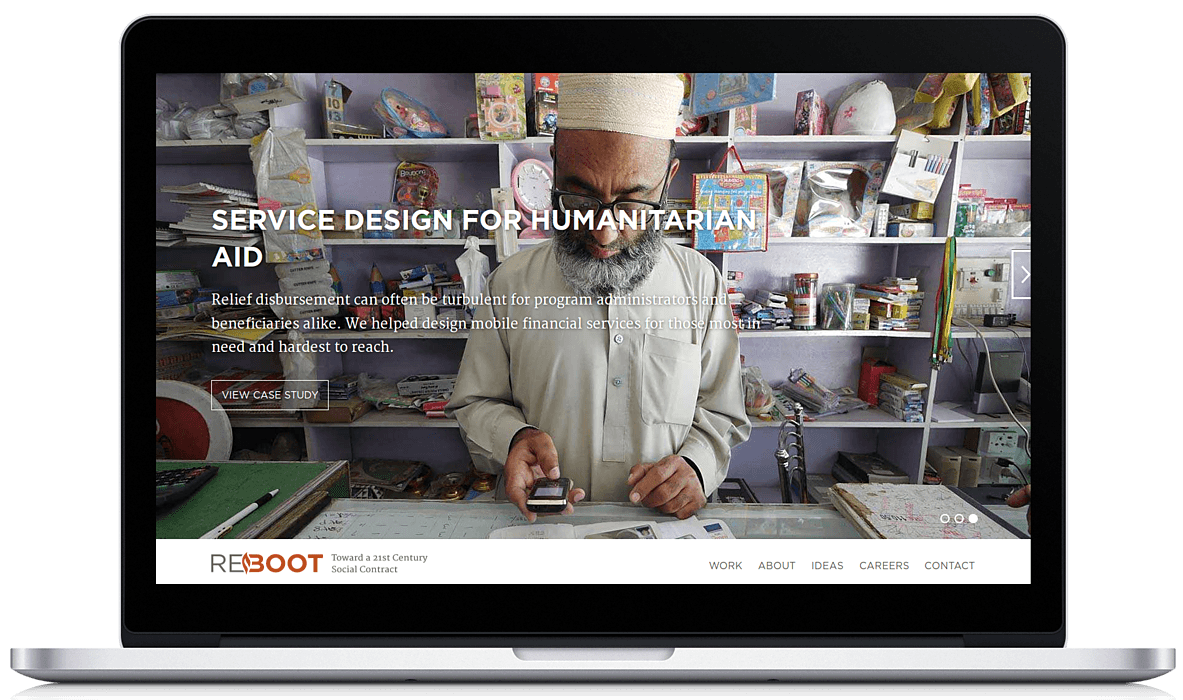 SERVICE DESIGN FOR HUMANITARIAN
AID
Relief disbursement can often be turbulent for program administrators and
beneficiaries alike. We helped design mobile financial services for those most in
need and hardest to reach.
VIEW CASE STUDY
REBOOT
Toward a 21st Century
Social Contract
WORK ABOUT IDEAS CAREERS CONTACT